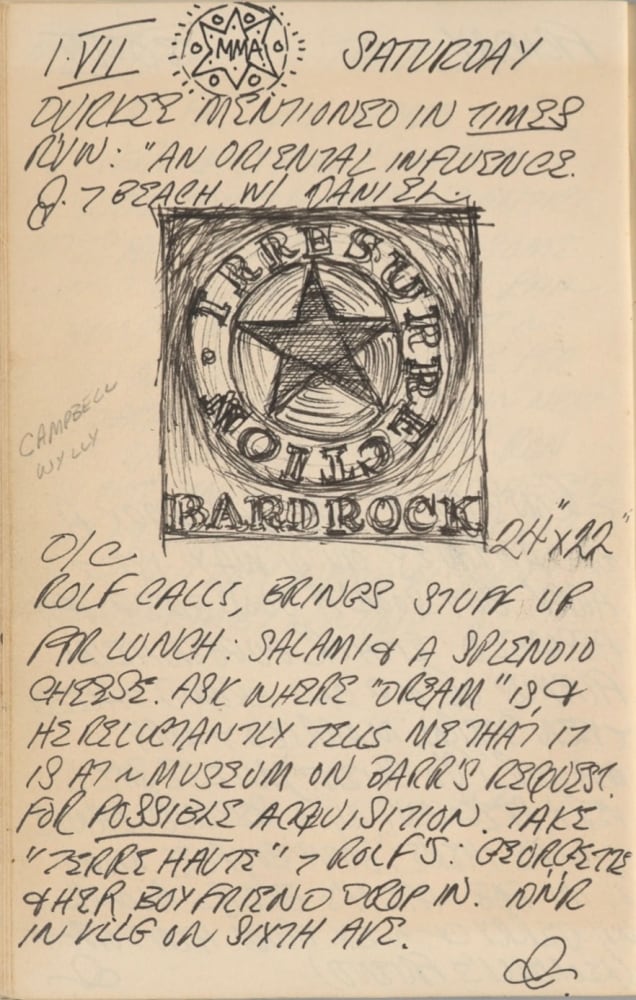 1·VII MMA SATURDAY
DURKEE MENTIONED IN TIMES
RVW: "AN ORIENTAL INFLUENCE.
→ BEACH W/ DANIEL.
IRRESURRECTION
BARDROCK
CAMPBELL
WYLLY
O/C 24"x22"
ROLF CALLS, BRINGS STUFF UP
FOR LUNCH: SALAMI & A SPLENDID
CHEESE. ASK WHERE "DREAM" IS, &
HE RELUCTANTLY TELLS ME THAT IT
IS AT ~ MUSEUM ON BARR'S REQUEST.
FOR POSSIBLE ACQUISITION. TAKE
"TERRE HAUTE" → ROLF'S: GEORGETTE
& HER BOYFRIEND DROP IN. DNR
IN VLLG ON SIXTH AVE.